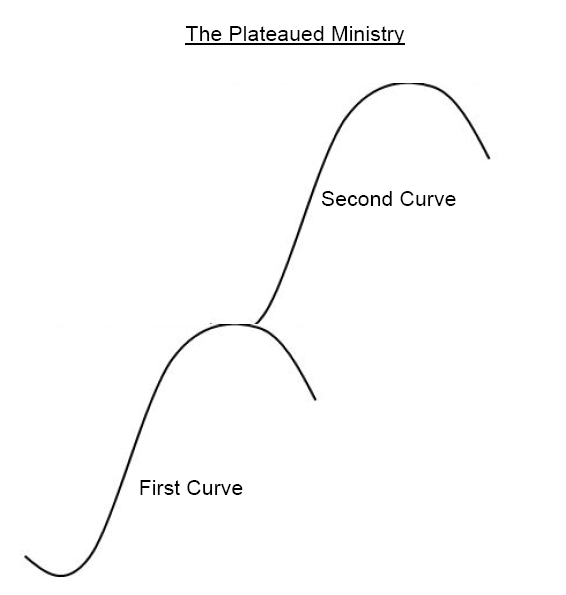 The Plateaued Ministry
Second Curve
First Curve